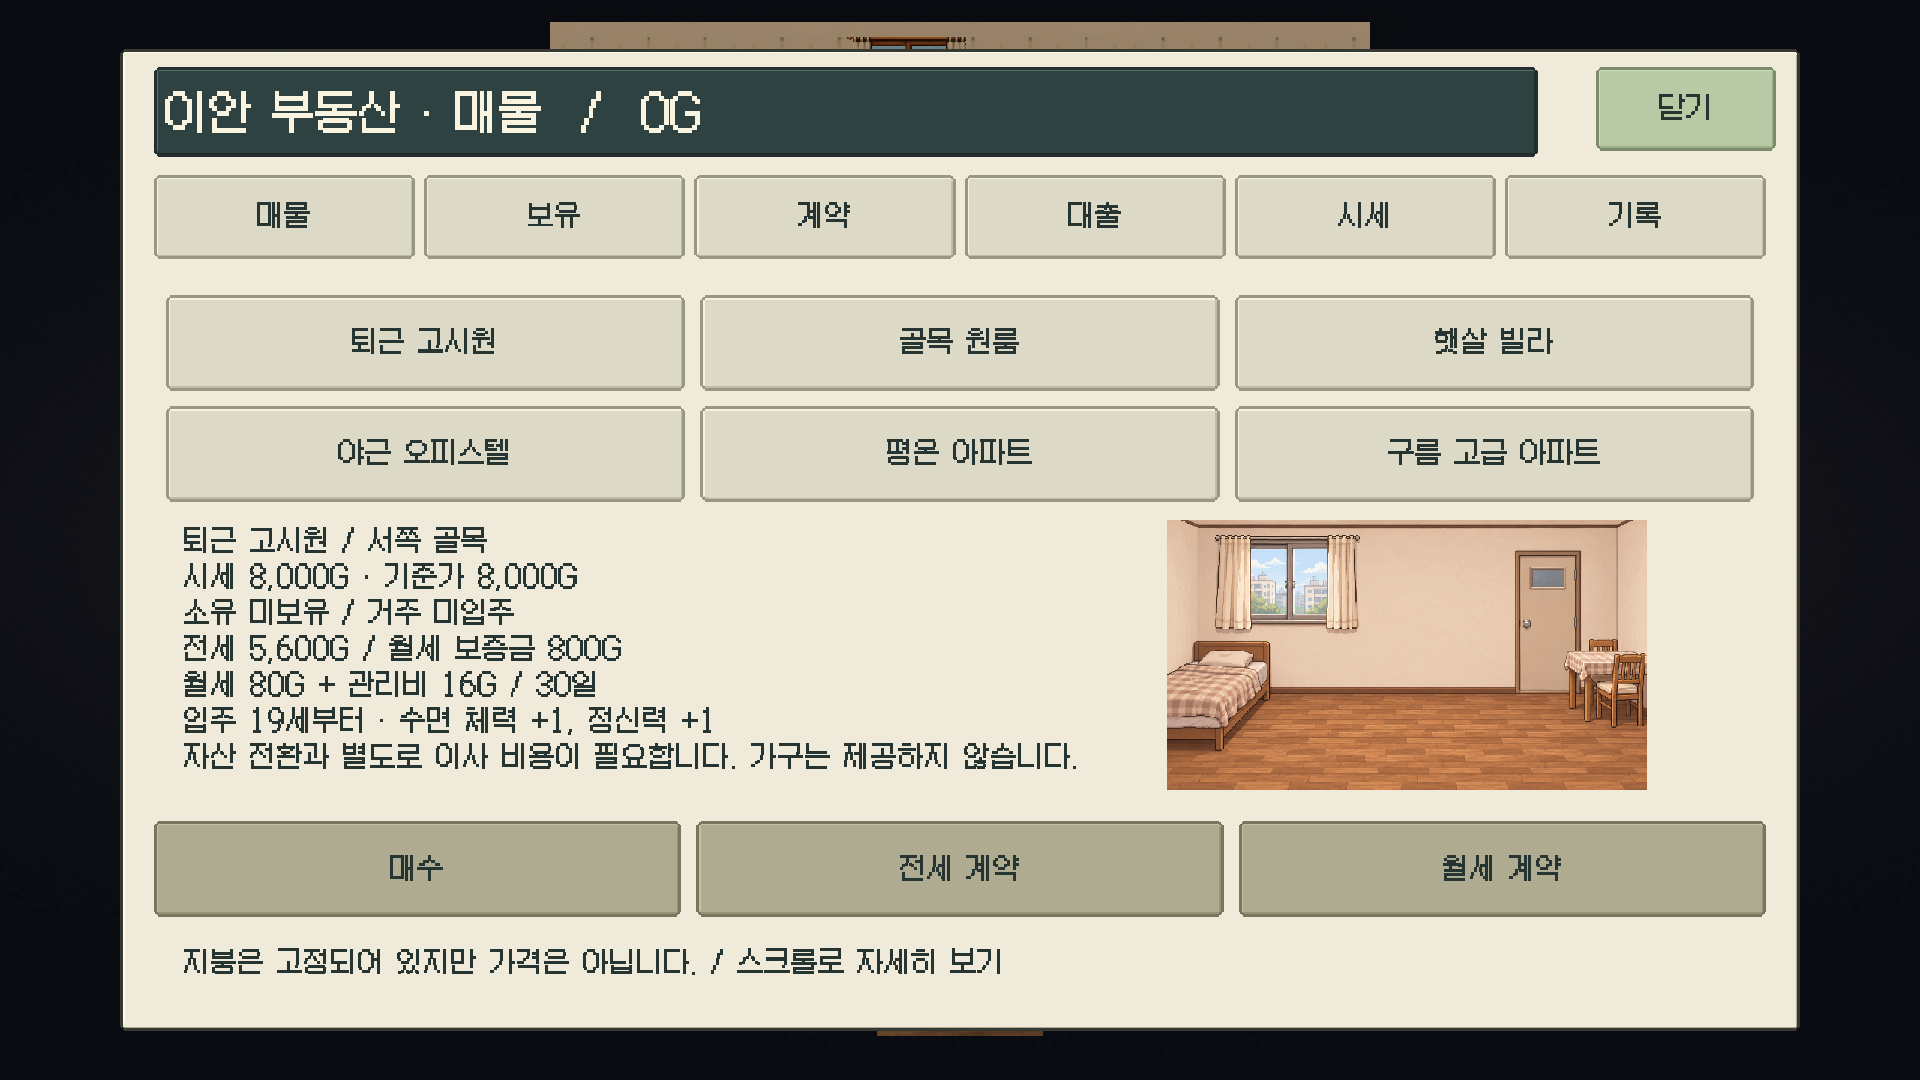 이안 부동산 · 매물 / 0G
닫기
매물 보유 계약 대출 시세 기록
퇴근 고시원 골목 원룸 햇살 빌라
야근 오피스텔 평온 아파트 구름 고급 아파트
퇴근 고시원 / 서쪽 골목
시세 8,000G · 기준가 8,000G
소유 미보유 / 거주 미입주
전세 5,600G / 월세 보증금 800G
월세 80G + 관리비 16G / 30일
입주 19세부터 · 수면 체력 +1, 정신력 +1
자산 전환과 별도로 이사 비용이 필요합니다. 가구는 제공하지 않습니다.
매수 전세 계약 월세 계약
지붕은 고정되어 있지만 가격은 아닙니다. / 스크롤로 자세히 보기